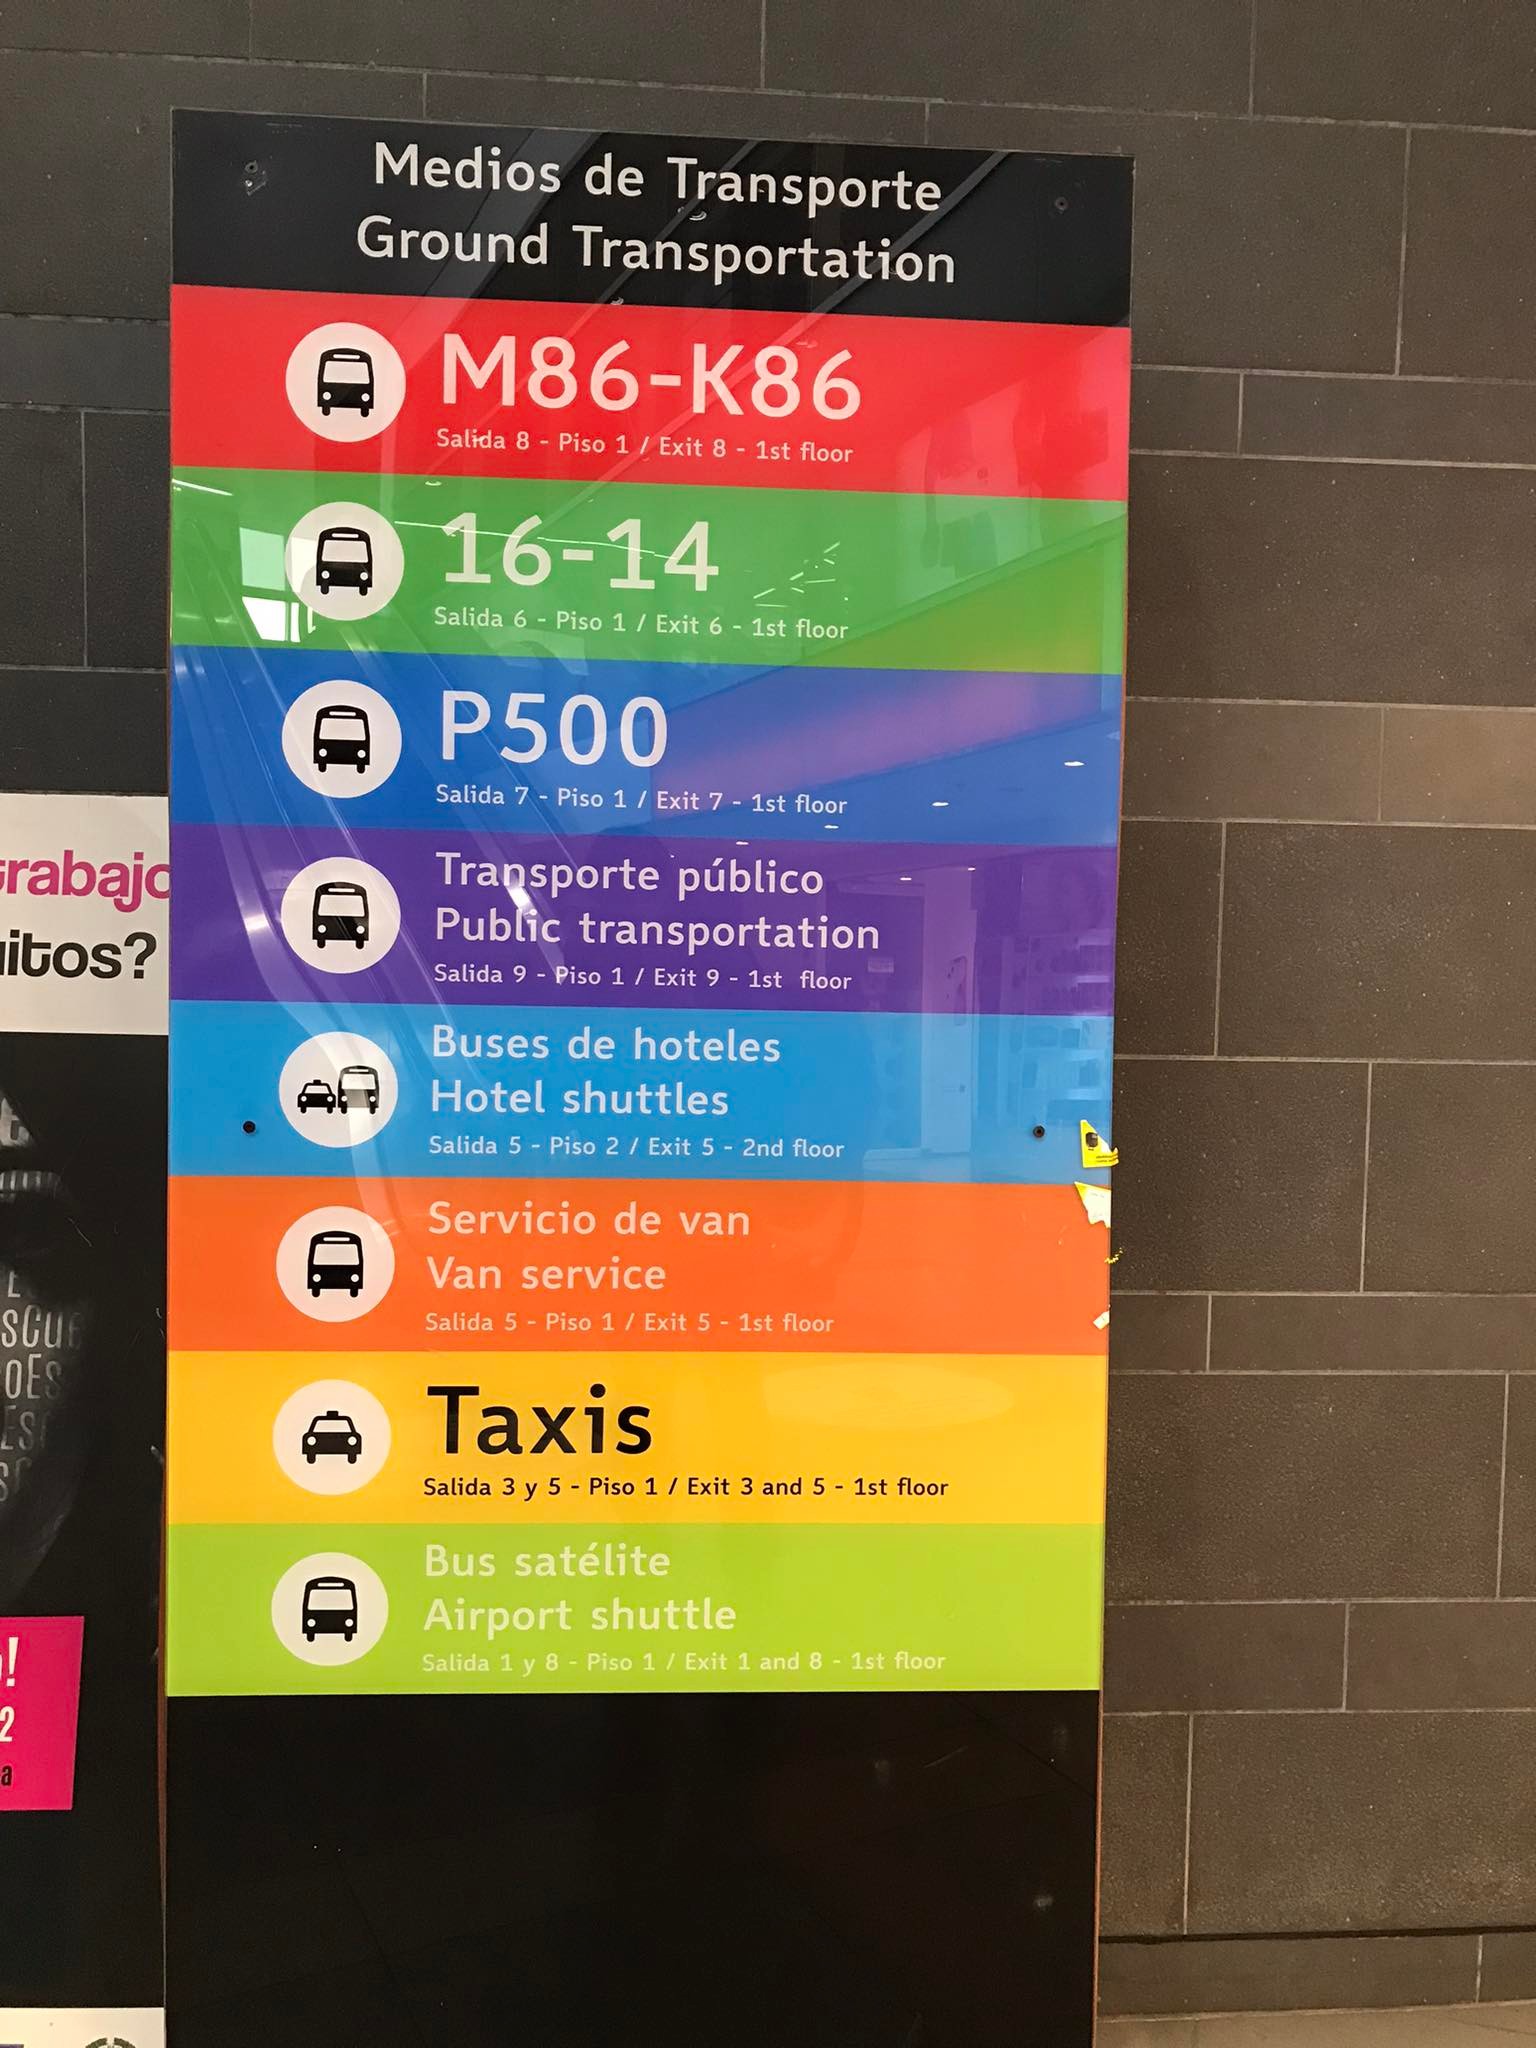 Medios de Transporte
Ground Transportation
M86-K86
Salida 8 - Piso 1 / Exit 8 - 1st floor
16-14
Salida 6 - Piso 1 / Exit 6 - 1st floor
P500
Salida 7 - Piso 1 / Exit 7 - 1st floor
Transporte público
Public transportation
Salida 9 - Piso 1 / Exit 9 - 1st floor
Buses de hoteles
Hotel shuttles
Salida 5 - Piso 2 / Exit 5 - 2nd floor
Servicio de van
Van service
Salida 5 - Piso 1 / Exit 5 - 1st floor
Taxis
Salida 3 y 5 - Piso 1 / Exit 3 and 5 - 1st floor
Bus satélite
Airport shuttle
Salida 1 y 8 - Piso 1 / Exit 1 and 8 - 1st floor
trabajo
uitos?
!
2
a